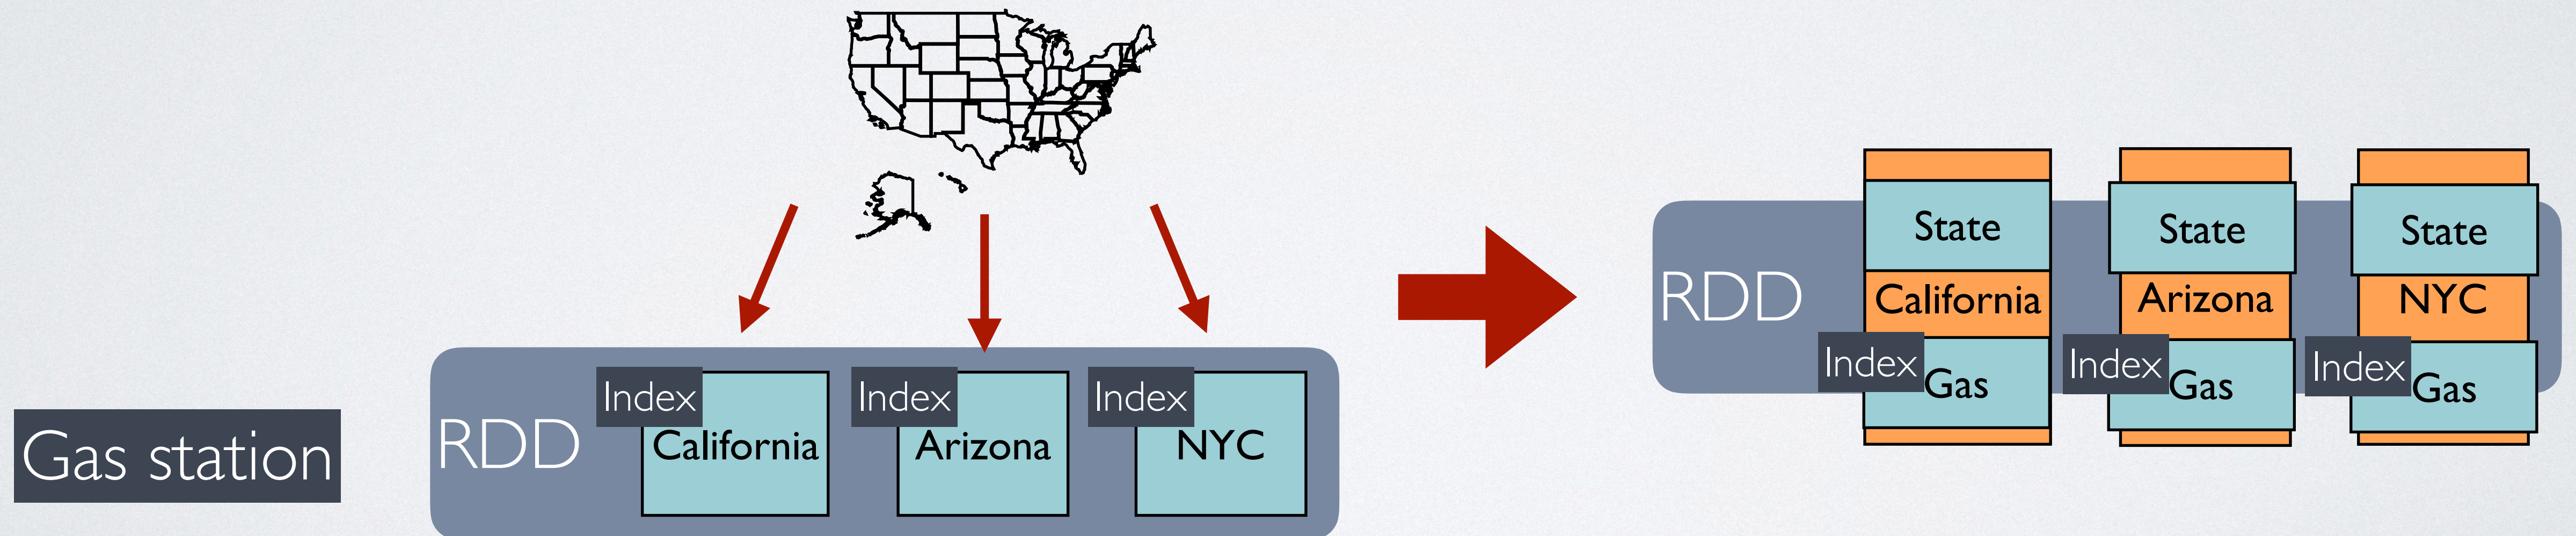 Gas station
RDD
Index
California
Index
Arizona
Index
NYC
RDD
State
California
Index
Gas
State
Arizona
Index
Gas
State
NYC
Index
Gas